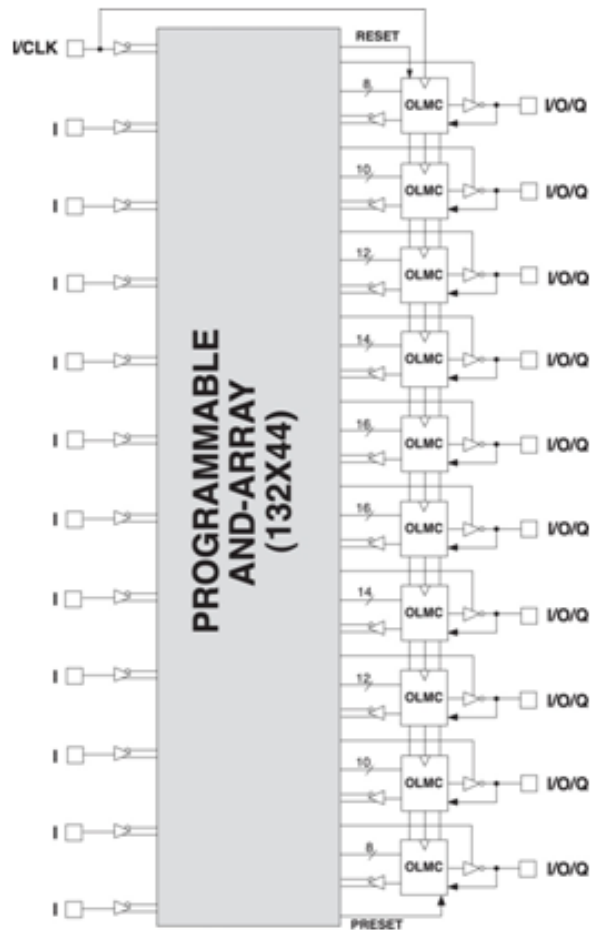 I/CLK
RESET
8
OLMC
I/O/Q
I
10
OLMC
I/O/Q
I
12
OLMC
I/O/Q
I
14
OLMC
I/O/Q
I
16
OLMC
I/O/Q
I
PROGRAMMABLE
AND-ARRAY
(132X44)
16
OLMC
I/O/Q
I
14
OLMC
I/O/Q
I
12
OLMC
I/O/Q
I
10
OLMC
I/O/Q
I
8
OLMC
I/O/Q
I
I
PRESET